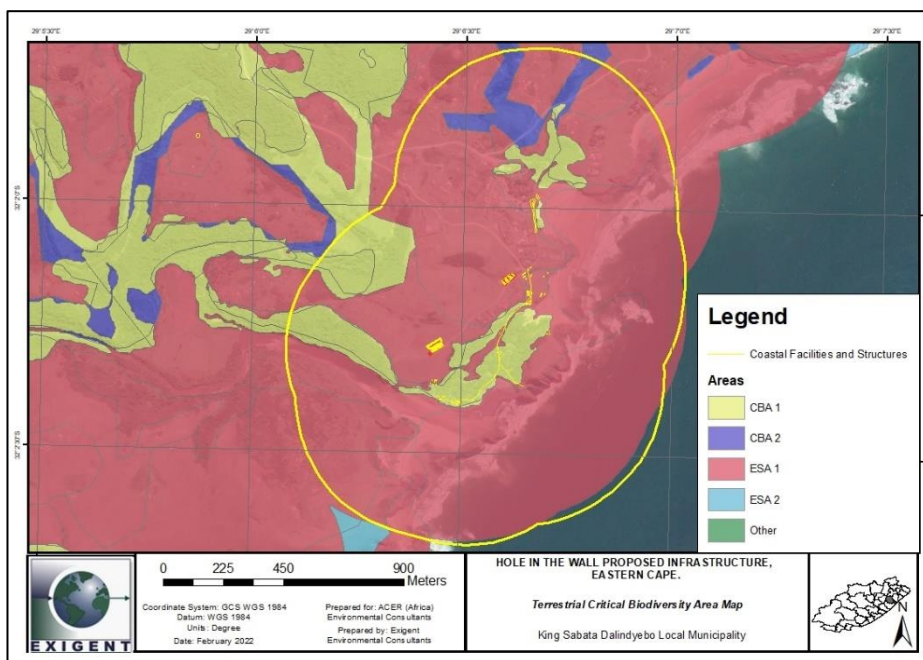 29°5'30"E 29°6'0"E 29°6'30"E 29°7'0"E 29°7'30"E
32°2'0"S
32°2'30"S
Legend
Coastal Facilities and Structures
Areas
CBA 1
CBA 2
ESA 1
ESA 2
Other
EXIGENT
0 225 450 900
Meters
Coordinate System: GCS WGS 1984
Datum: WGS 1984
Units: Degree
Date: February 2022
Prepared for: ACER (Africa)
Environmental Consultants
Prepared by: Exigent
Environmental Consultants
HOLE IN THE WALL PROPOSED INFRASTRUCTURE,
EASTERN CAPE.
Terrestrial Critical Biodiversity Area Map
King Sabata Dalindyebo Local Municipality
N